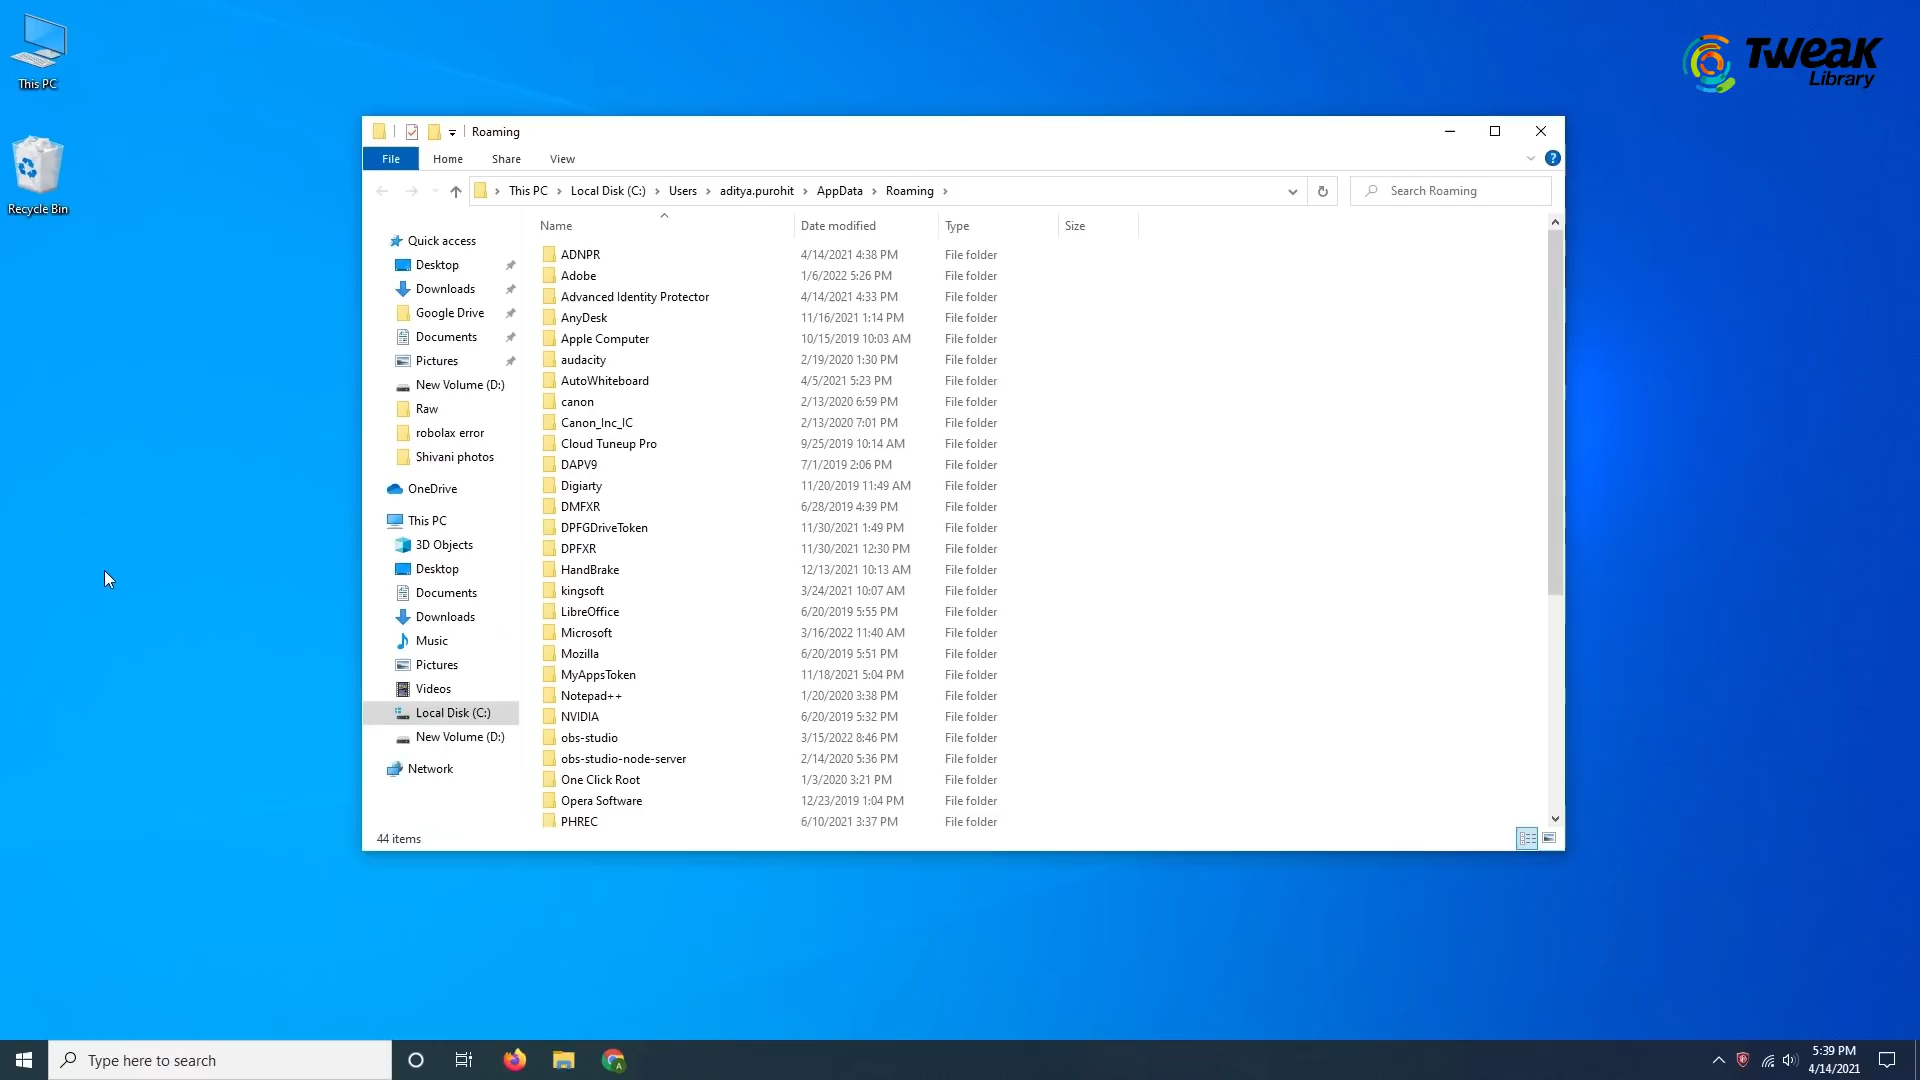 This PC
Recycle Bin
TWEAK
Library
Roaming
File Home Share View
This PC Local Disk (C:) Users aditya.purohit AppData Roaming
Search Roaming
Quick access
Desktop
Downloads
Google Drive
Documents
Pictures
New Volume (D:)
Raw
robolax error
Shivani photos
OneDrive
This PC
3D Objects
Desktop
Documents
Downloads
Music
Pictures
Videos
Local Disk (C:)
New Volume (D:)
Network
Name Date modified Type Size
ADNPR 4/14/2021 4:38 PM File folder
Adobe 1/6/2022 5:26 PM File folder
Advanced Identity Protector 4/14/2021 4:33 PM File folder
AnyDesk 11/16/2021 1:14 PM File folder
Apple Computer 10/15/2019 10:03 AM File folder
audacity 2/19/2020 1:30 PM File folder
AutoWhiteboard 4/5/2021 5:23 PM File folder
canon 2/13/2020 6:59 PM File folder
Canon_Inc_IC 2/13/2020 7:01 PM File folder
Cloud Tuneup Pro 9/25/2019 10:14 AM File folder
DAPV9 7/1/2019 2:06 PM File folder
Digiarty 11/20/2019 11:49 AM File folder
DMFXR 6/28/2019 4:39 PM File folder
DPFGDriveToken 11/30/2021 1:49 PM File folder
DPFXR 11/30/2021 12:30 PM File folder
HandBrake 12/13/2021 10:13 AM File folder
kingsoft 3/24/2021 10:07 AM File folder
LibreOffice 6/20/2019 5:55 PM File folder
Microsoft 3/16/2022 11:40 AM File folder
Mozilla 6/20/2019 5:51 PM File folder
MyAppsToken 11/18/2021 5:04 PM File folder
Notepad++ 1/20/2020 3:38 PM File folder
NVIDIA 6/20/2019 5:32 PM File folder
obs-studio 3/15/2022 8:46 PM File folder
obs-studio-node-server 2/14/2020 5:36 PM File folder
One Click Root 1/3/2020 3:21 PM File folder
Opera Software 12/23/2019 1:04 PM File folder
PHREC 6/10/2021 3:37 PM File folder
44 items
Type here to search
A
5:39 PM
4/14/2021